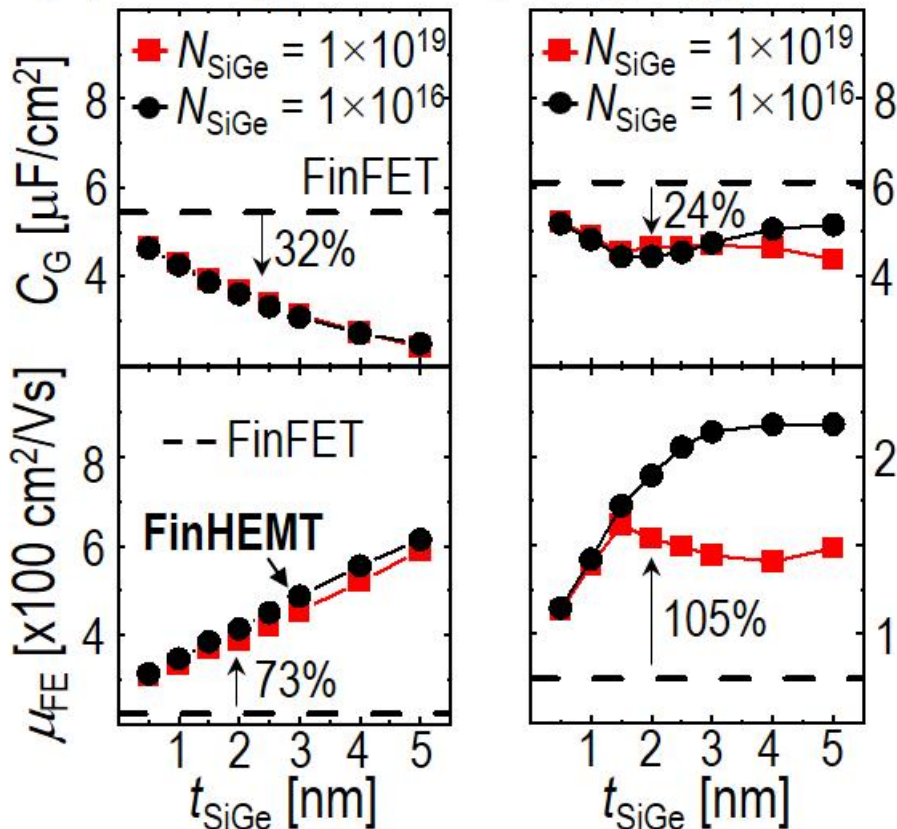 N_SiGe = 1×10^19
N_SiGe = 1×10^16
FinFET
32%
8
6
4
C_G [μF/cm²]
N_SiGe = 1×10^19
N_SiGe = 1×10^16
24%
8
6
4
FinFET
FinHEMT
73%
8
6
4
μ_FE [x100 cm²/Vs]
1 2 3 4 5
t_SiGe [nm]
105%
2
1
1 2 3 4 5
t_SiGe [nm]